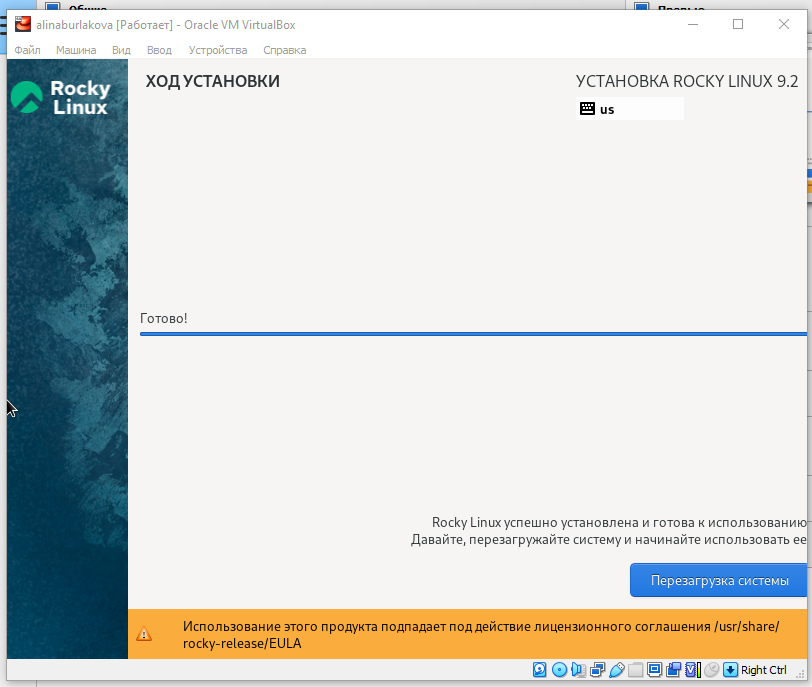 Общие
alinaburlakova [Работает] - Oracle VM VirtualBox
Файл Машина Вид Ввод Устройства Справка
Rocky
Linux
ХОД УСТАНОВКИ
УСТАНОВКА ROCKY LINUX 9.2
us
Готово!
Rocky Linux успешно установлена и готова к использованию
Давайте, перезагружайте систему и начинайте использовать ее
Перезагрузка системы
Использование этого продукта подпадает под действие лицензионного соглашения /usr/share/
rocky-release/EULA
Right Ctrl